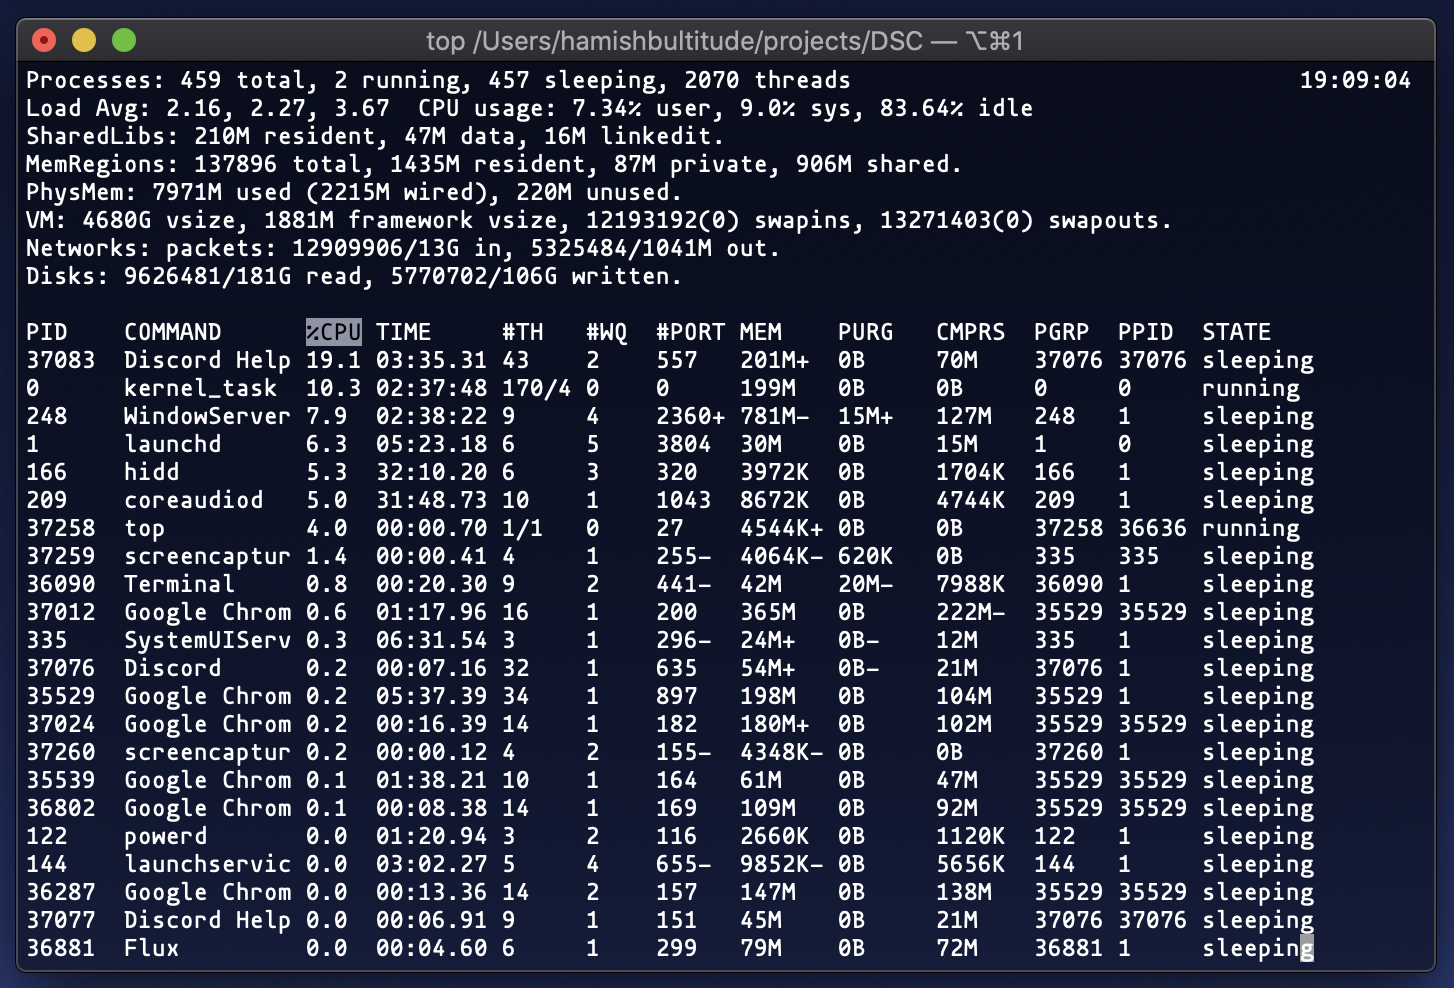 top /Users/hamishbultitude/projects/DSC — ⌥⌘1
Processes: 459 total, 2 running, 457 sleeping, 2070 threads 19:09:04
Load Avg: 2.16, 2.27, 3.67  CPU usage: 7.34% user, 9.0% sys, 83.64% idle
SharedLibs: 210M resident, 47M data, 16M linkedit.
MemRegions: 137896 total, 1435M resident, 87M private, 906M shared.
PhysMem: 7971M used (2215M wired), 220M unused.
VM: 4680G vsize, 1881M framework vsize, 12193192(0) swapins, 13271403(0) swapouts.
Networks: packets: 12909906/13G in, 5325484/1041M out.
Disks: 9626481/181G read, 5770702/106G written.
PID COMMAND %CPU TIME #TH #WQ #PORT MEM PURG CMPRS PGRP PPID STATE
37083 Discord Help 19.1 03:35.31 43 2 557 201M+ 0B 70M 37076 37076 sleeping
0 kernel_task 10.3 02:37:48 170/4 0 0 199M 0B 0B 0 0 running
248 WindowServer 7.9 02:38:22 9 4 2360+ 781M- 15M+ 127M 248 1 sleeping
1 launchd 6.3 05:23.18 6 5 3804 30M 0B 15M 1 0 sleeping
166 hidd 5.3 32:10.20 6 3 320 3972K 0B 1704K 166 1 sleeping
209 coreaudiod 5.0 31:48.73 10 1 1043 8672K 0B 4744K 209 1 sleeping
37258 top 4.0 00:00.70 1/1 0 27 4544K+ 0B 0B 37258 36636 running
37259 screencaptur 1.4 00:00.41 4 1 255- 4064K- 620K 0B 335 335 sleeping
36090 Terminal 0.8 00:20.30 9 2 441- 42M 20M- 7988K 36090 1 sleeping
37012 Google Chrom 0.6 01:17.96 16 1 200 365M 0B 222M- 35529 35529 sleeping
335 SystemUIServ 0.3 06:31.54 3 1 296- 24M+ 0B- 12M 335 1 sleeping
37076 Discord 0.2 00:07.16 32 1 635 54M+ 0B- 21M 37076 1 sleeping
35529 Google Chrom 0.2 05:37.39 34 1 897 198M 0B 104M 35529 1 sleeping
37024 Google Chrom 0.2 00:16.39 14 1 182 180M+ 0B 102M 35529 35529 sleeping
37260 screencaptur 0.2 00:00.12 4 2 155- 4348K- 0B 0B 37260 1 sleeping
35539 Google Chrom 0.1 01:38.21 10 1 164 61M 0B 47M 35529 35529 sleeping
36802 Google Chrom 0.1 00:08.38 14 1 169 109M 0B 92M 35529 35529 sleeping
122 powerd 0.0 01:20.94 3 2 116 2660K 0B 1120K 122 1 sleeping
144 launchservic 0.0 03:02.27 5 4 655- 9852K- 0B 5656K 144 1 sleeping
36287 Google Chrom 0.0 00:13.36 14 2 157 147M 0B 138M 35529 35529 sleeping
37077 Discord Help 0.0 00:06.91 9 1 151 45M 0B 21M 37076 37076 sleeping
36881 Flux 0.0 00:04.60 6 1 299 79M 0B 72M 36881 1 sleeping